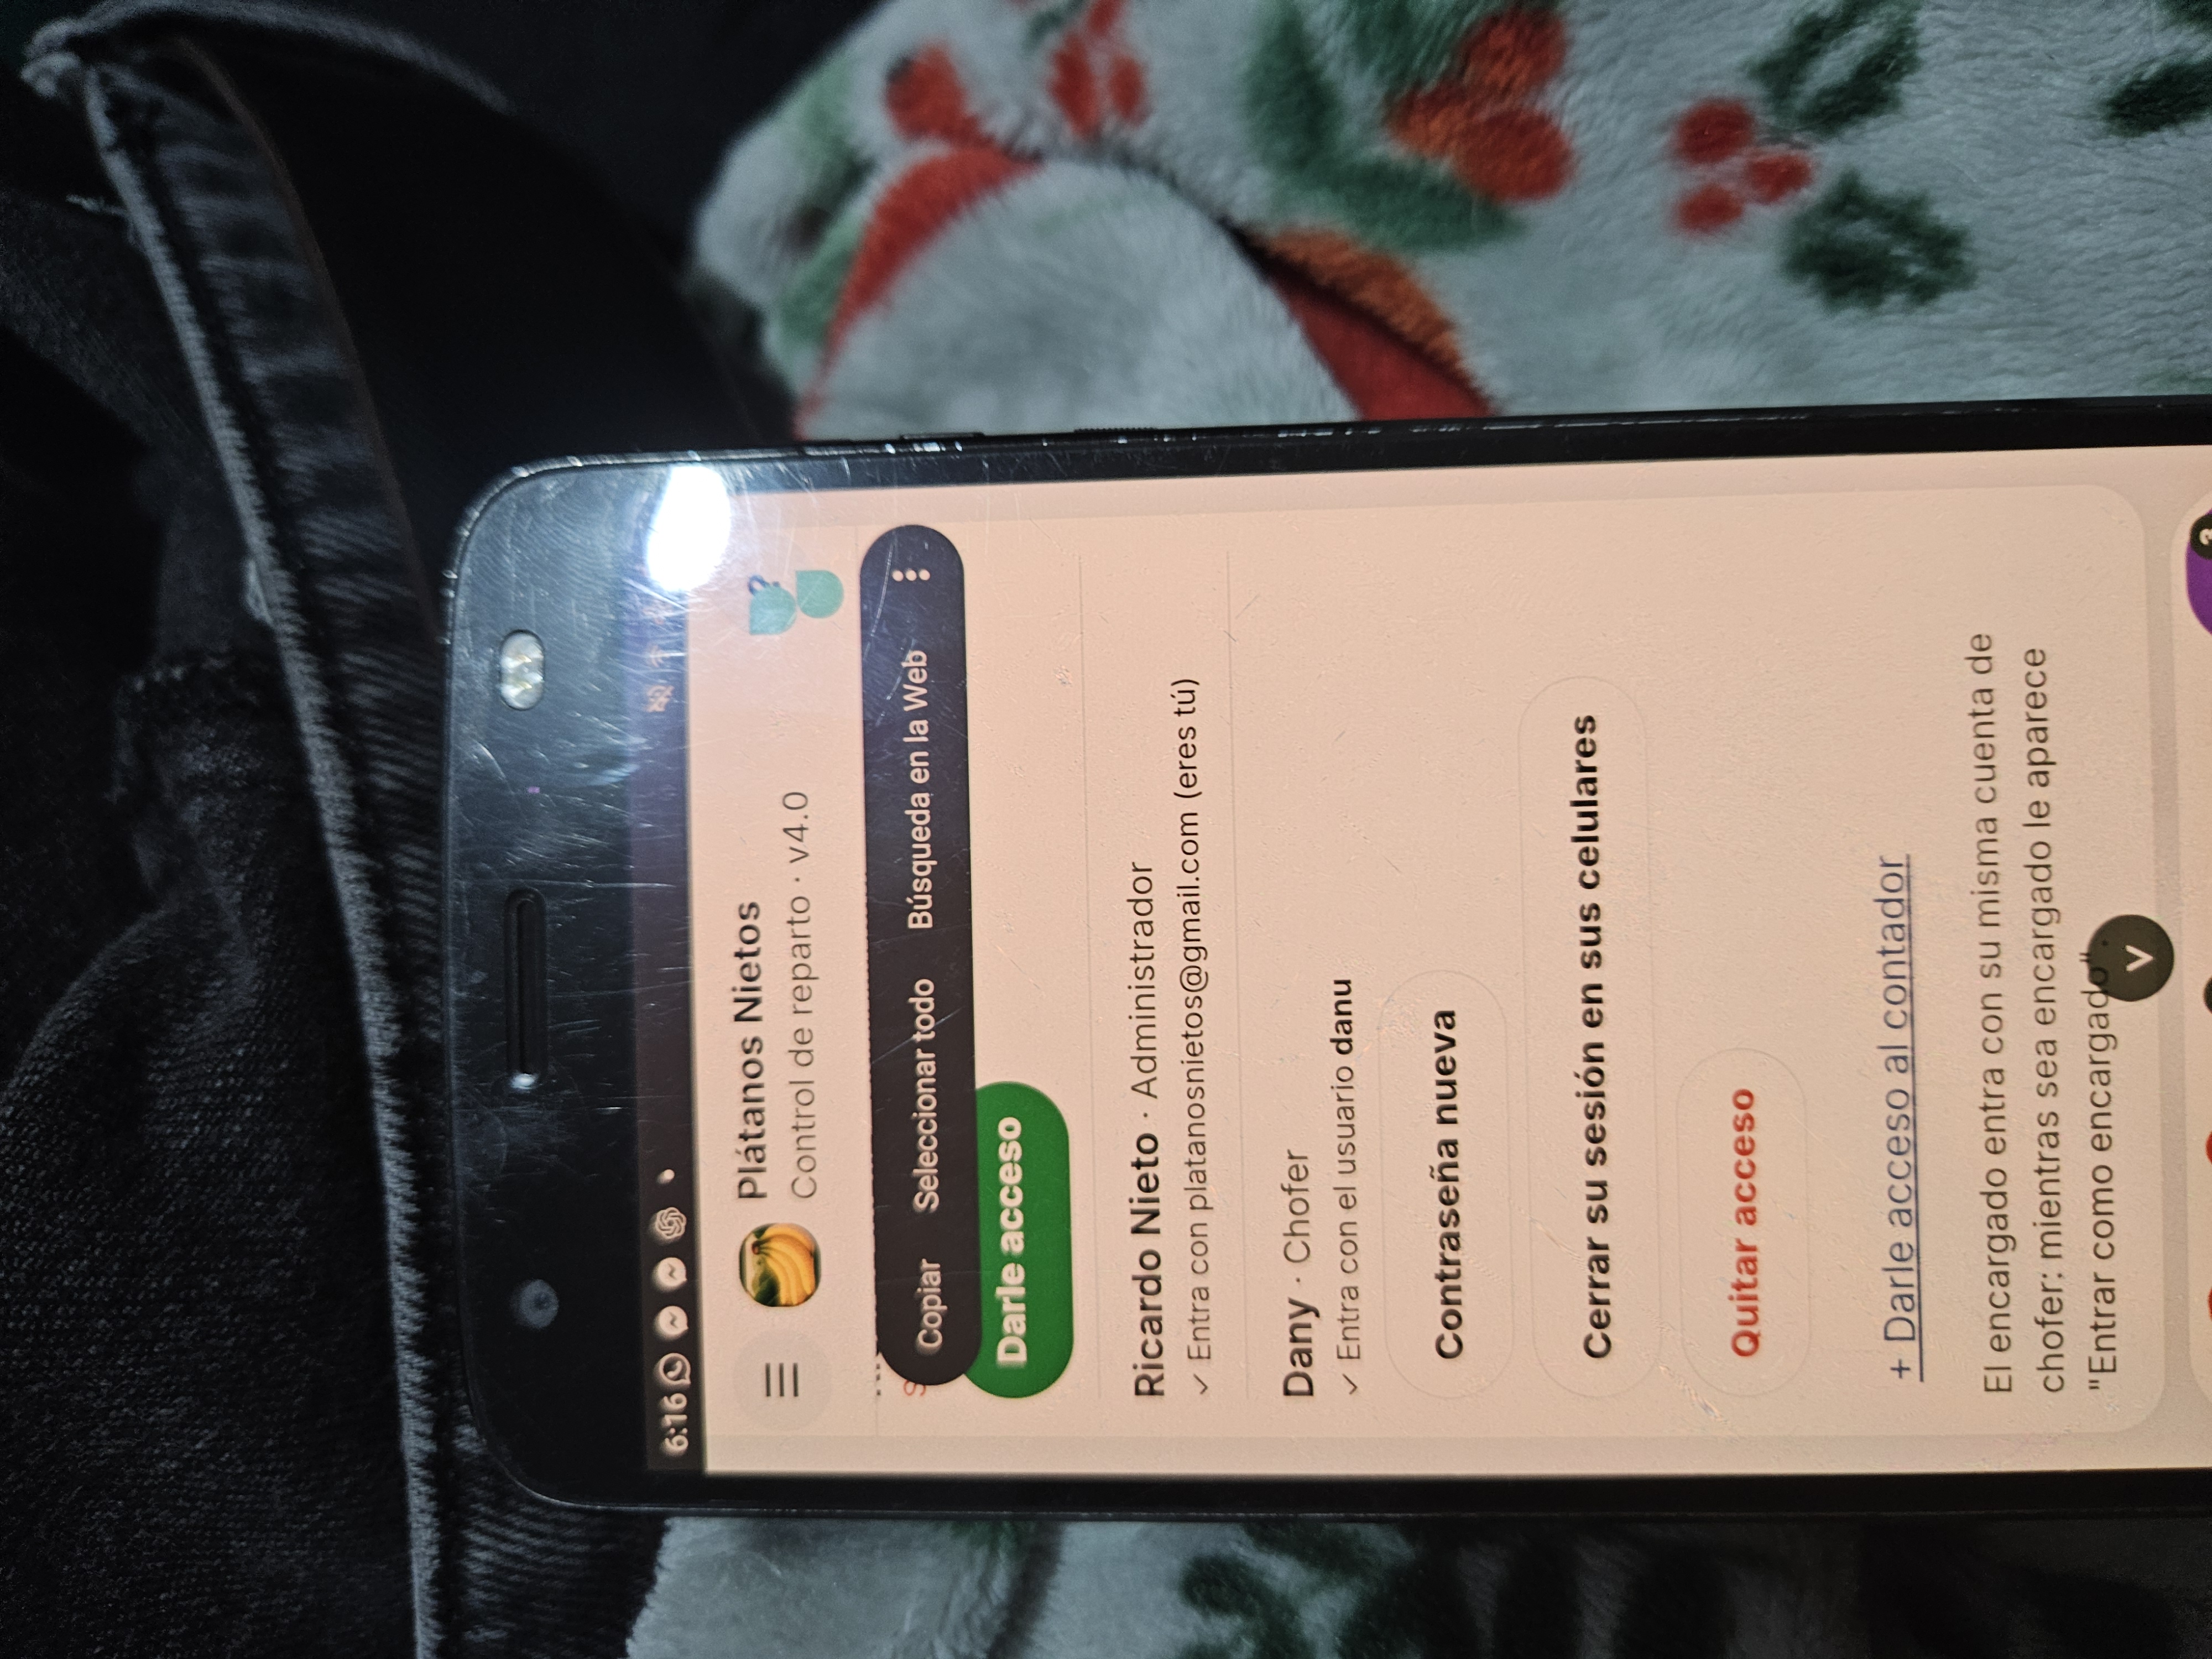 6:16
Plátanos Nietos
Control de reparto · v4.0
?
Copiar Seleccionar todo Búsqueda en la Web
Darle acceso
Ricardo Nieto · Administrador
✓ Entra con platanosnietos@gmail.com (eres tú)
Dany · Chofer
✓ Entra con el usuario danu
Contraseña nueva
Cerrar su sesión en sus celulares
Quitar acceso
+ Darle acceso al contador
El encargado entra con su misma cuenta de
chofer: mientras sea encargado le aparece
"Entrar como encargado".
3